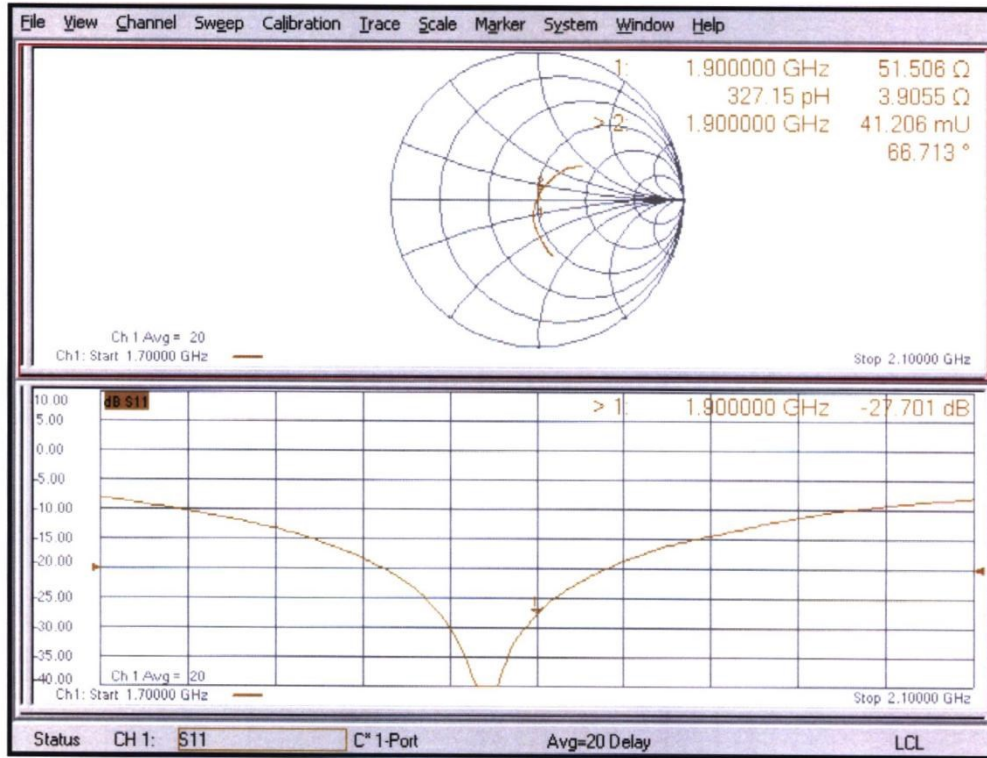 File View Channel Sweep Calibration Trace Scale Marker System Window Help
1: 1.900000 GHz 51.506 Ω
327.15 pH 3.9055 Ω
> 2: 1.900000 GHz 41.206 mU
66.713 °
Ch 1 Avg = 20
Ch1: Start 1.70000 GHz
Stop 2.10000 GHz
10.00 dB S11 > 1: 1.900000 GHz -27.701 dB
5.00
0.00
-5.00
-10.00
-15.00
-20.00
-25.00 1
-30.00
-35.00
-40.00 Ch 1 Avg = 20
Ch1: Start 1.70000 GHz
Stop 2.10000 GHz
Status CH 1: S11 C* 1-Port Avg=20 Delay LCL